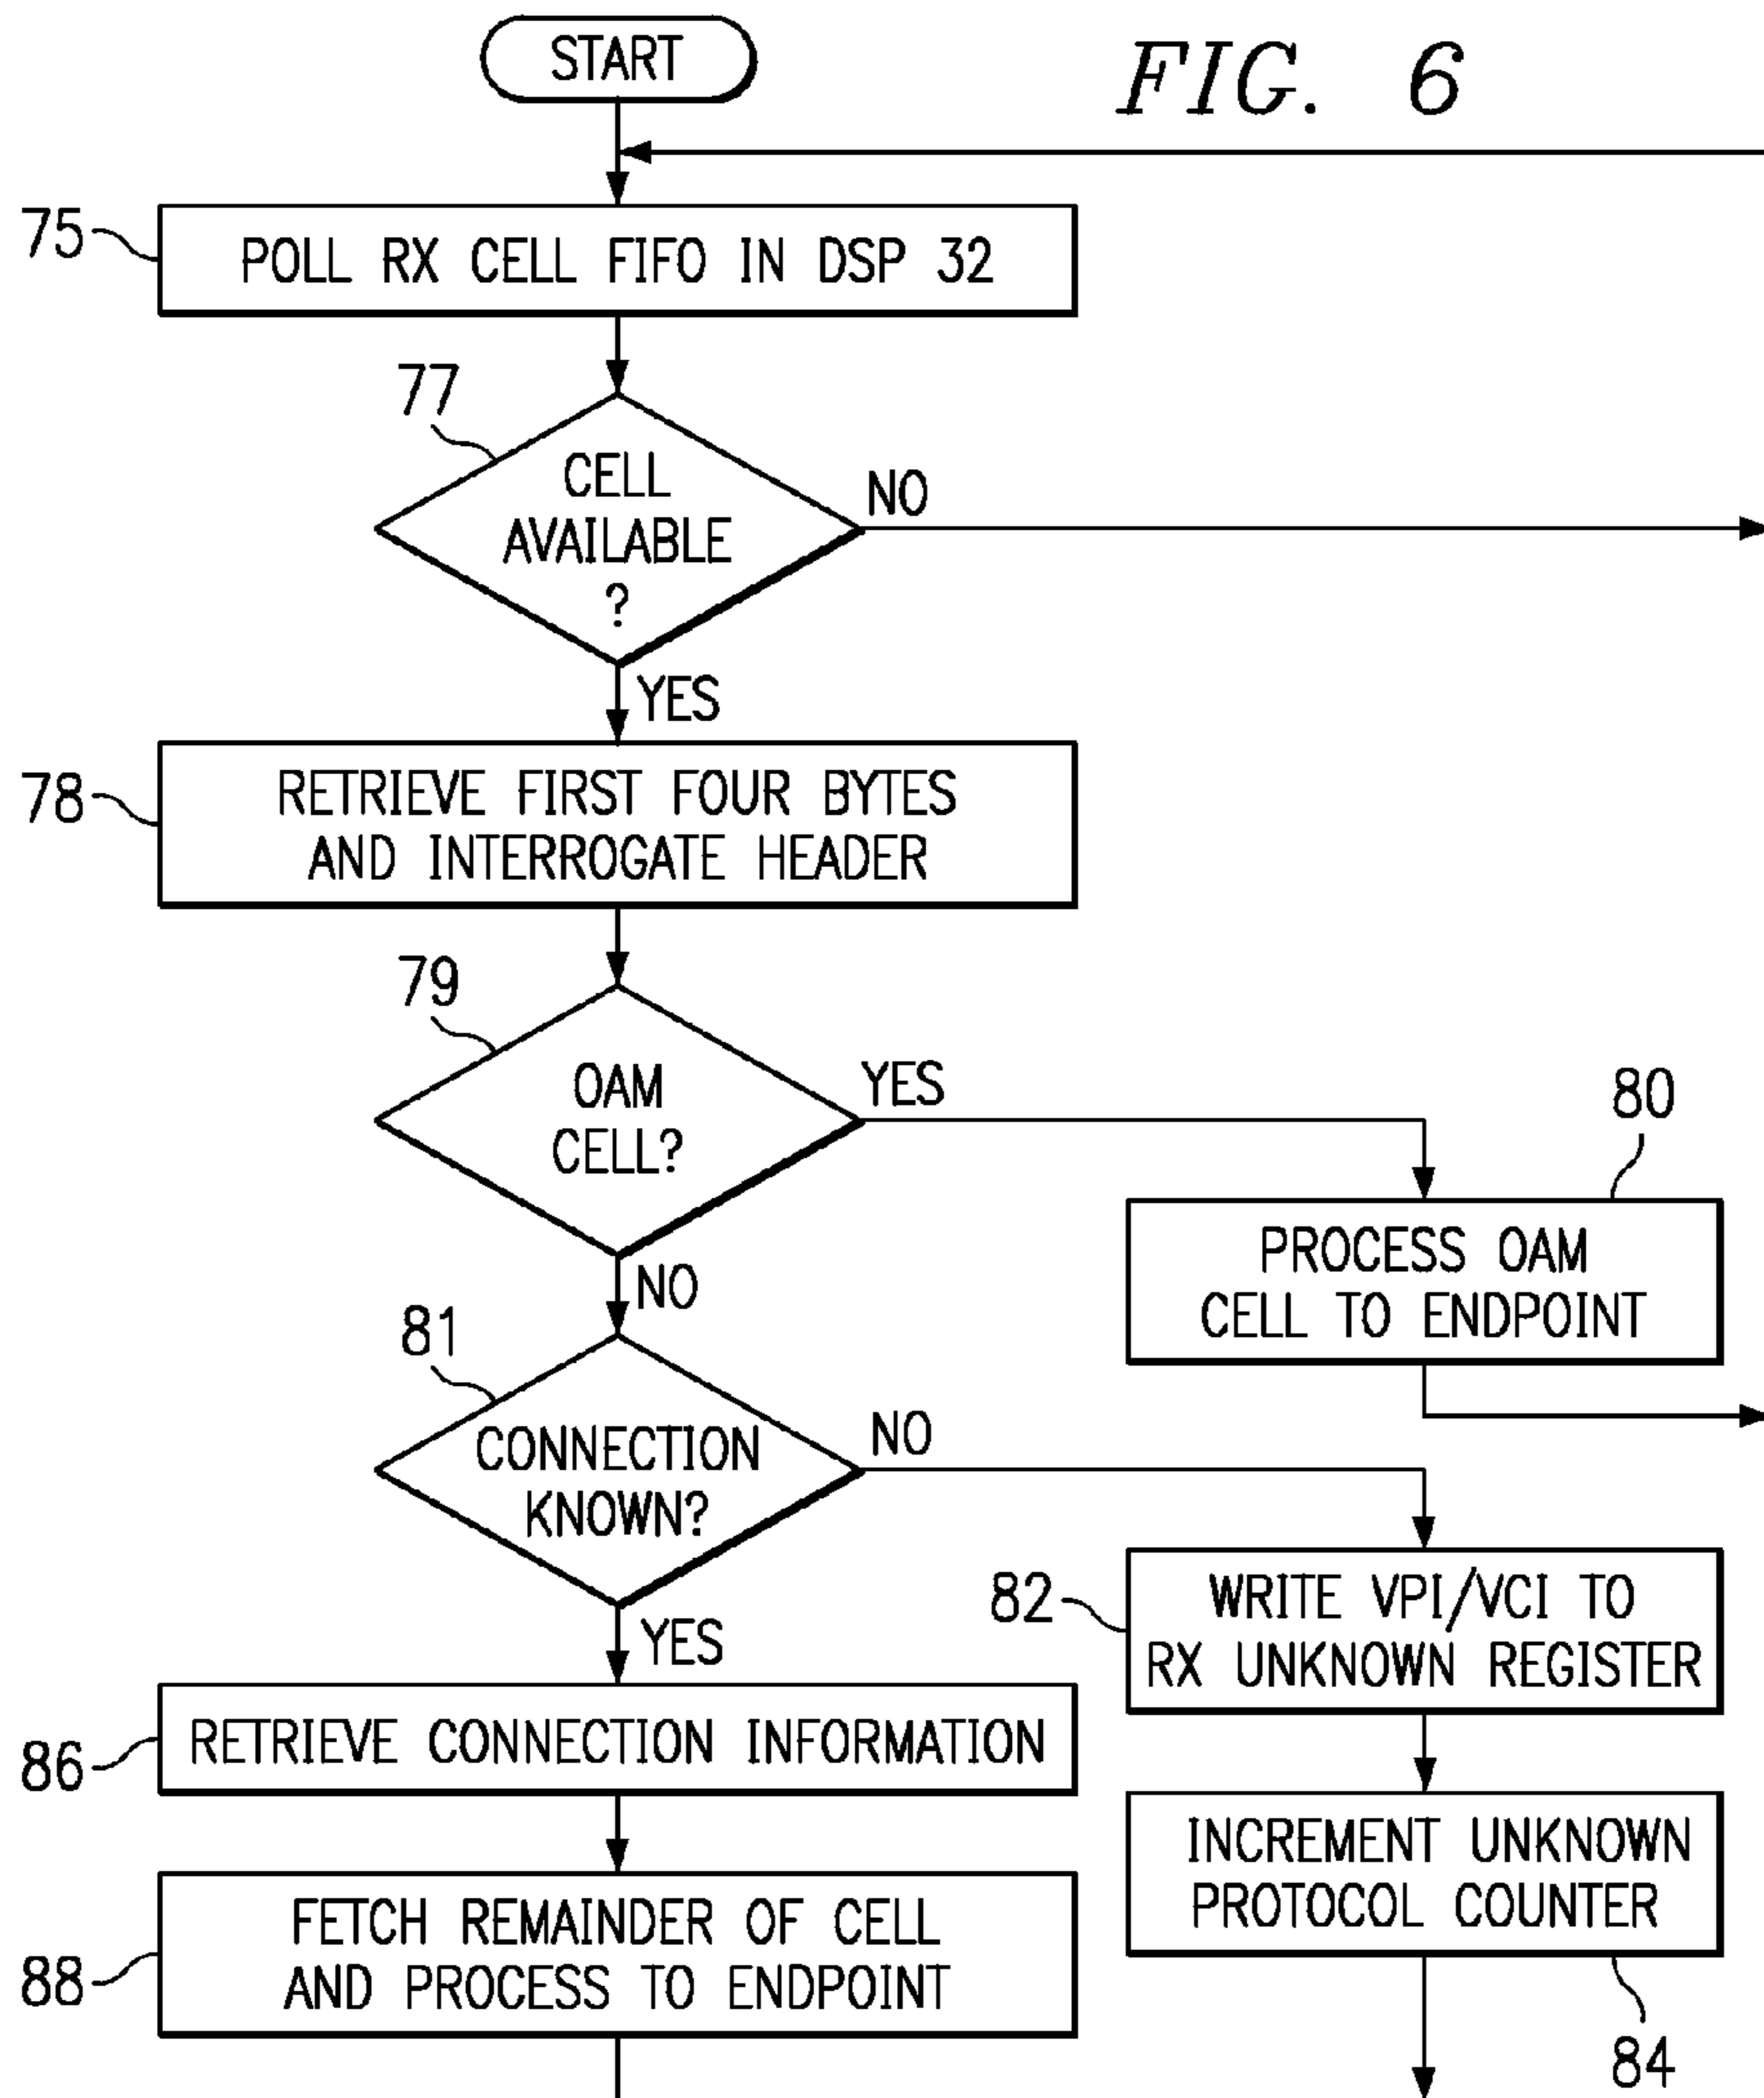 START
FIG. 6
75
POLL RX CELL FIFO IN DSP 32
77
CELL
AVAILABLE
?
NO
YES
78
RETRIEVE FIRST FOUR BYTES
AND INTERROGATE HEADER
79
OAM
CELL?
YES
NO
80
PROCESS OAM
CELL TO ENDPOINT
81
CONNECTION
KNOWN?
NO
YES
82
WRITE VPI/VCI TO
RX UNKNOWN REGISTER
86
RETRIEVE CONNECTION INFORMATION
INCREMENT UNKNOWN
PROTOCOL COUNTER
84
88
FETCH REMAINDER OF CELL
AND PROCESS TO ENDPOINT